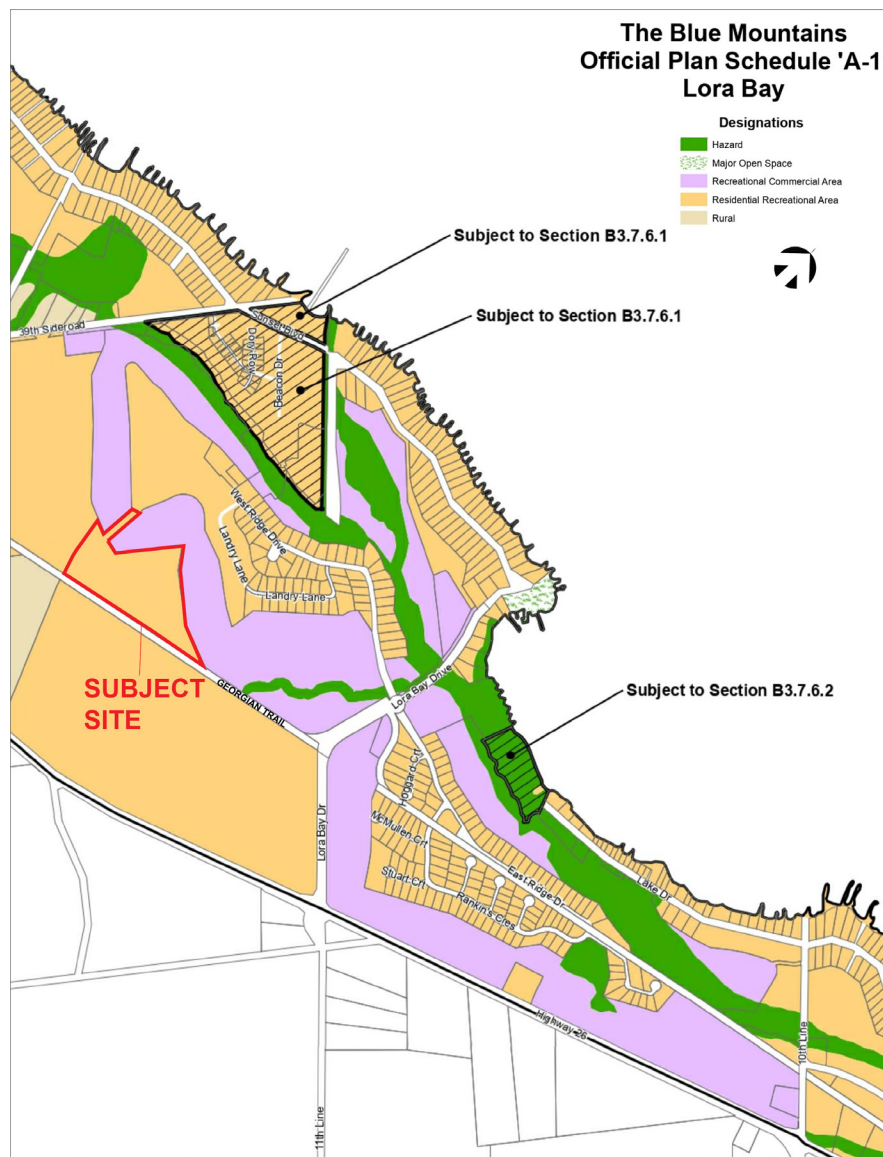 The Blue Mountains
Official Plan Schedule 'A-1
Lora Bay
Designations
Hazard
Major Open Space
Recreational Commercial Area
Residential Recreational Area
Rural
Subject to Section B3.7.6.1
Subject to Section B3.7.6.1
39th Sideroad
Sunset Blvd
Dory Row
Beacon Dr
West Ridge Drive
Landry Lane
Landry Lane
SUBJECT
SITE
GEORGIAN TRAIL
Lora Bay Drive
Subject to Section B3.7.6.2
Hoggard Crt
Lora Bay Dr
McMullen Crt
Stuart Crt
East Ridge Dr
Rankin's Cres
Lake Dr
Highway 26
10th Line
11th Line